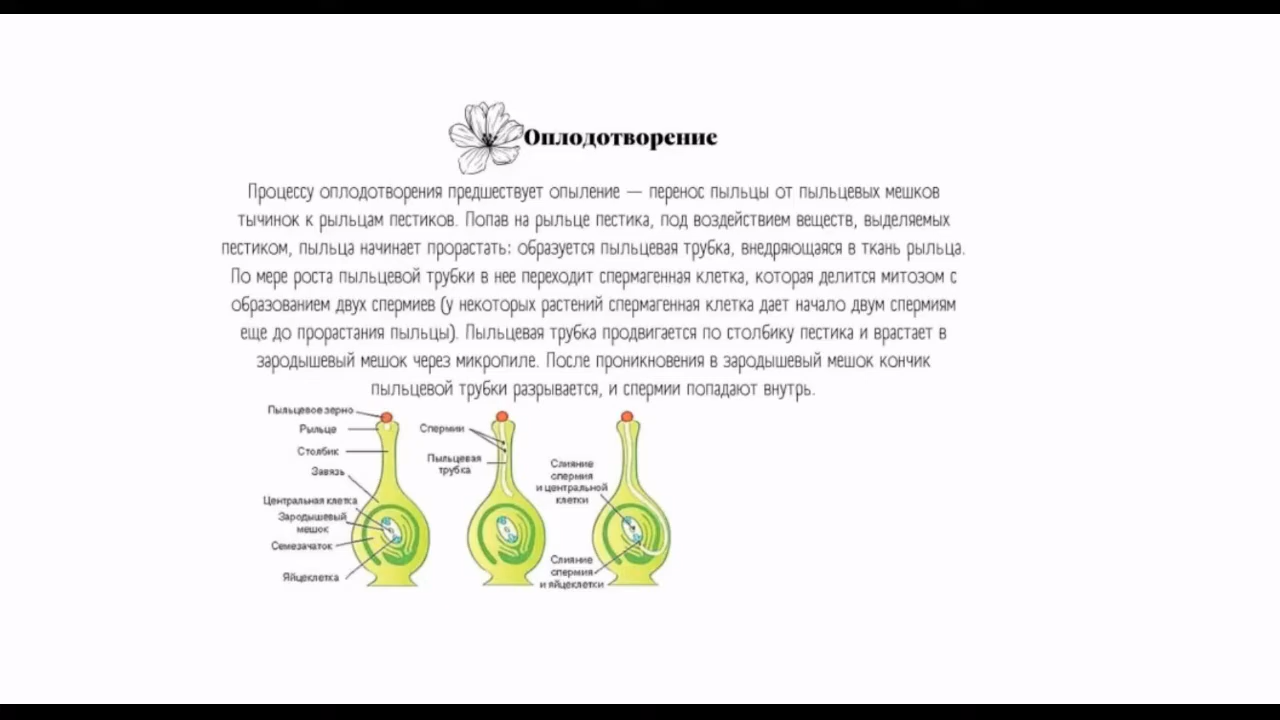 Оплодотворение
Процессу оплодотворения предшествует опыление — перенос пыльцы от пыльцевых мешков
тычинок к рыльцам пестиков. Попав на рыльце пестика, под воздействием веществ, выделяемых
пестиком, пыльца начинает прорастать: образуется пыльцевая трубка, внедряющаяся в ткань рыльца.
По мере роста пыльцевой трубки в нее переходит спермагенная клетка, которая делится митозом с
образованием двух спермиев (у некоторых растений спермагенная клетка дает начало двум спермиям
еще до прорастания пыльцы). Пыльцевая трубка продвигается по столбику пестика и врастает в
зародышевый мешок через микропиле. После проникновения в зародышевый мешок кончик
пыльцевой трубки разрывается, и спермии попадают внутрь.
Пыльцевое зерно
Рыльце
Столбик
Завязь
Центральная клетка
Зародышевый
мешок
Семезачаток
Яйцеклетка
Спермии
Пыльцевая
трубка
Слияние
спермия
и центральной
клетки
Слияние
спермия
и яйцеклетки